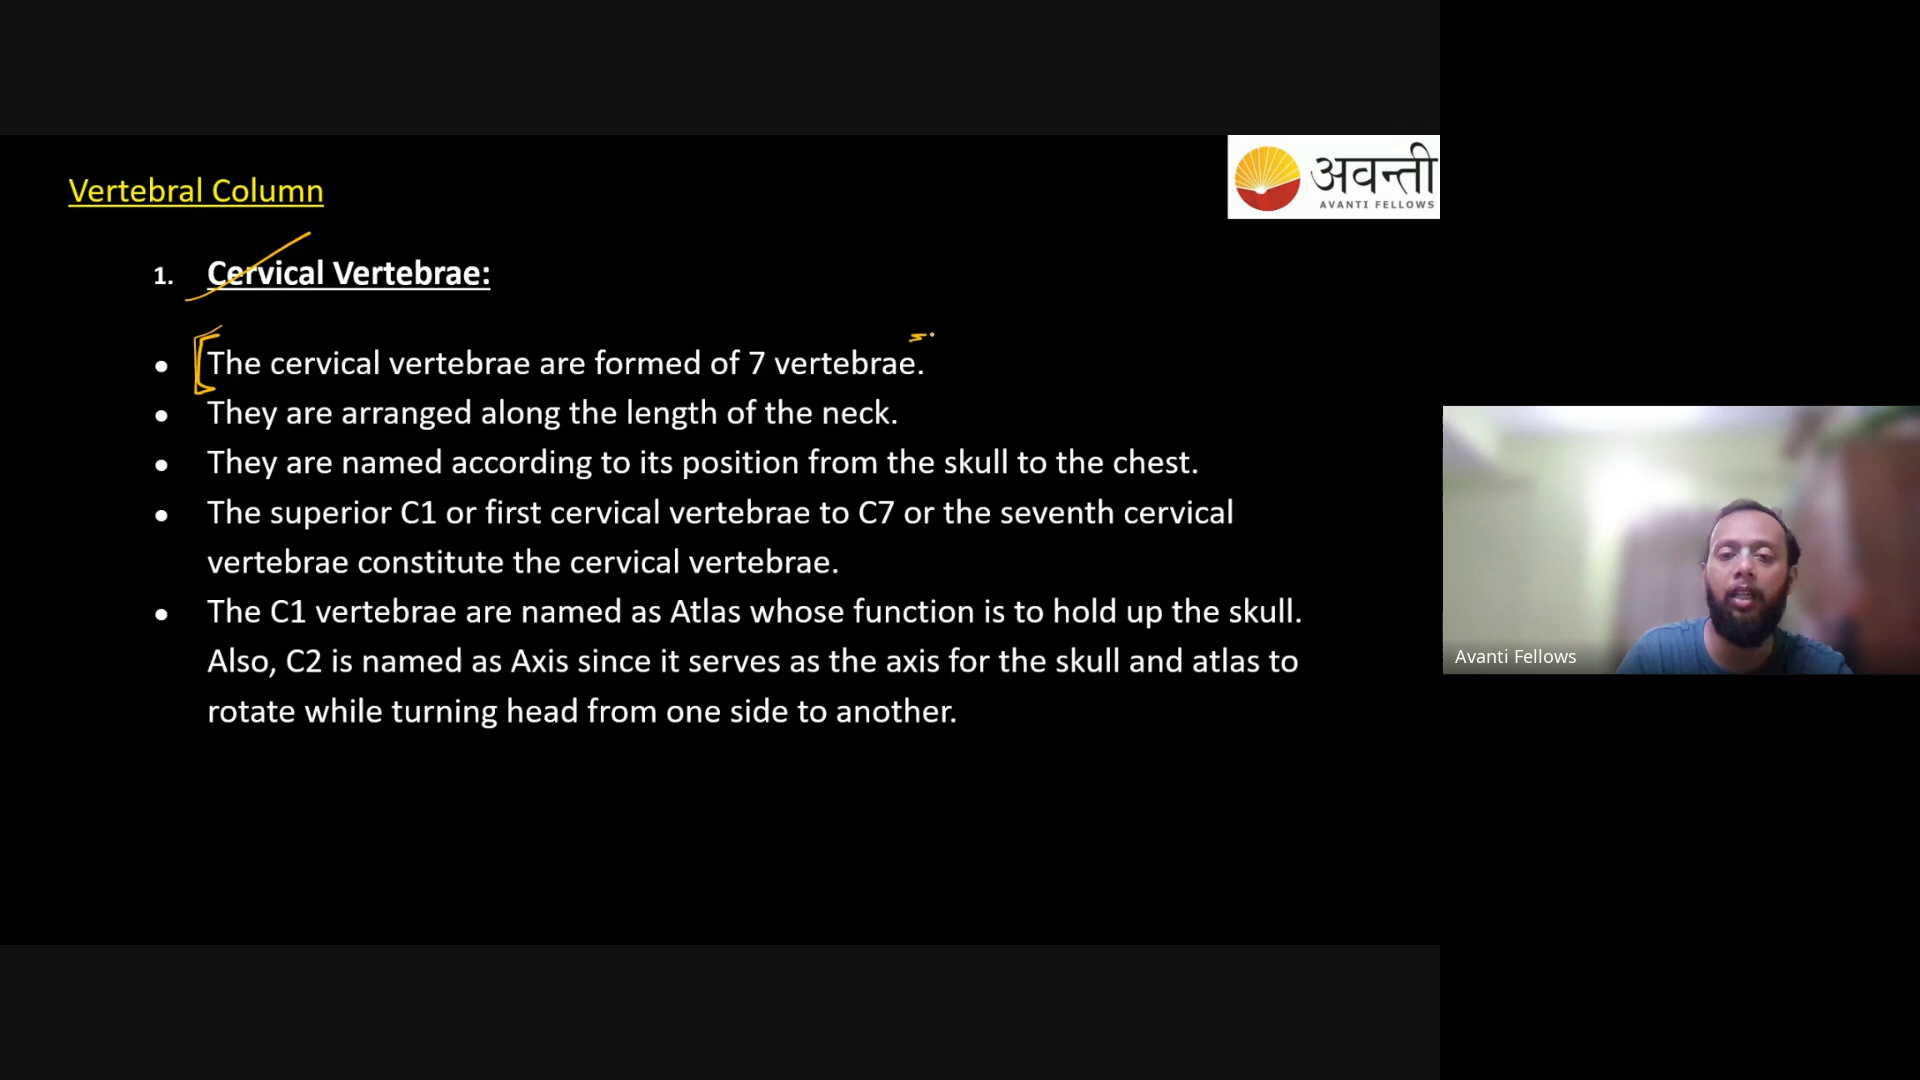 Vertebral Column
अवन्ती
AVANTI FELLOWS
1. Cervical Vertebrae:
● The cervical vertebrae are formed of 7 vertebrae.
● They are arranged along the length of the neck.
● They are named according to its position from the skull to the chest.
● The superior C1 or first cervical vertebrae to C7 or the seventh cervical
vertebrae constitute the cervical vertebrae.
● The C1 vertebrae are named as Atlas whose function is to hold up the skull.
Also, C2 is named as Axis since it serves as the axis for the skull and atlas to
rotate while turning head from one side to another.
Avanti Fellows